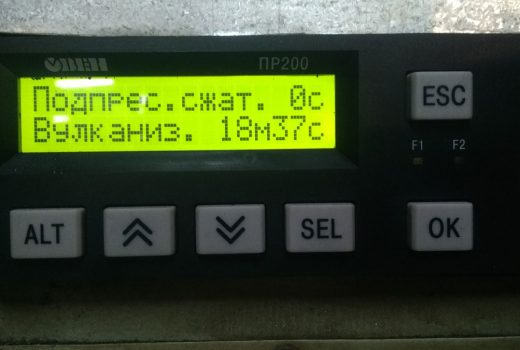 ОВЕН ПР200
Подпрес.сжат. 0с
Вулканиз. 18м37с
ESC
F1 F2
ALT SEL OK